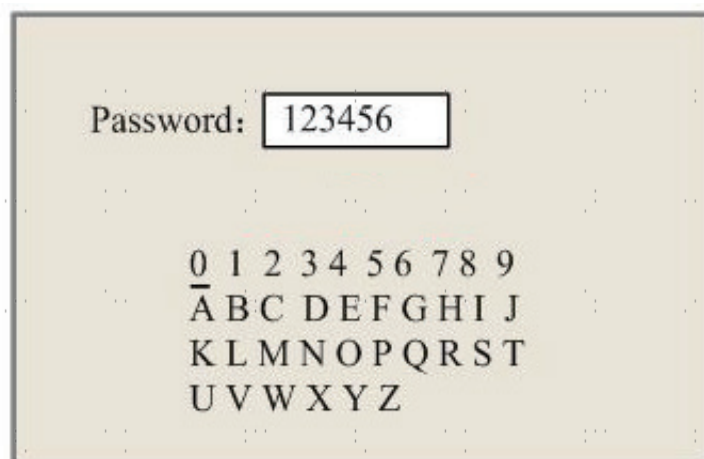 Password: 123456
0 1 2 3 4 5 6 7 8 9
A B C D E F G H I J
K L M N O P Q R S T
U V W X Y Z